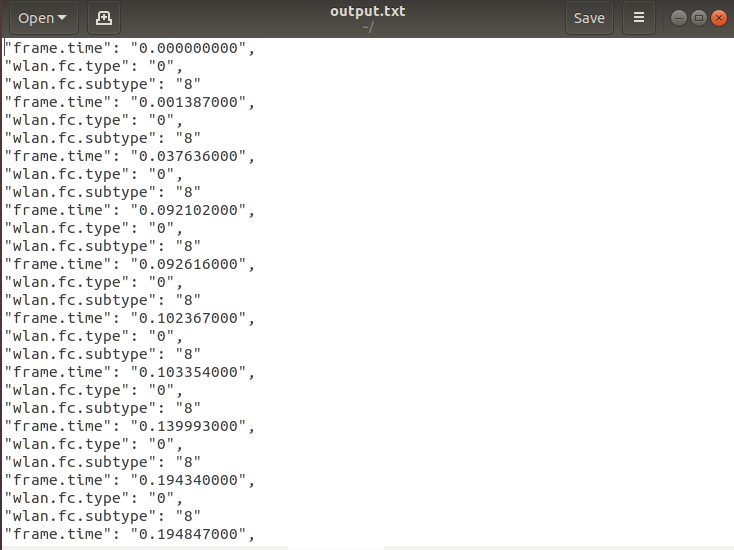 Open
output.txt
~/
Save
"frame.time": "0.000000000",
"wlan.fc.type": "0",
"wlan.fc.subtype": "8"
"frame.time": "0.001387000",
"wlan.fc.type": "0",
"wlan.fc.subtype": "8"
"frame.time": "0.037636000",
"wlan.fc.type": "0",
"wlan.fc.subtype": "8"
"frame.time": "0.092102000",
"wlan.fc.type": "0",
"wlan.fc.subtype": "8"
"frame.time": "0.092616000",
"wlan.fc.type": "0",
"wlan.fc.subtype": "8"
"frame.time": "0.102367000",
"wlan.fc.type": "0",
"wlan.fc.subtype": "8"
"frame.time": "0.103354000",
"wlan.fc.type": "0",
"wlan.fc.subtype": "8"
"frame.time": "0.139993000",
"wlan.fc.type": "0",
"wlan.fc.subtype": "8"
"frame.time": "0.194340000",
"wlan.fc.type": "0",
"wlan.fc.subtype": "8"
"frame.time": "0.194847000",